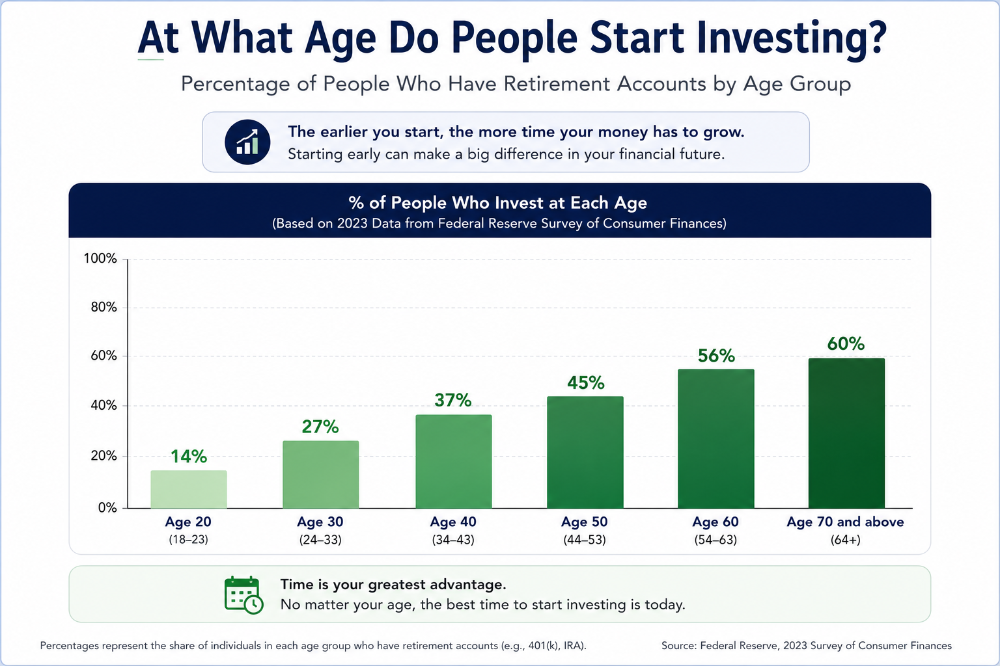 At What Age Do People Start Investing?
Percentage of People Who Have Retirement Accounts by Age Group
The earlier you start, the more time your money has to grow.
Starting early can make a big difference in your financial future.
% of People Who Invest at Each Age
(Based on 2023 Data from Federal Reserve Survey of Consumer Finances)
100%
80%
60%
40%
20%
0%
14%
27%
37%
45%
56%
60%
Age 20
(18–23)
Age 30
(24–33)
Age 40
(34–43)
Age 50
(44–53)
Age 60
(54–63)
Age 70 and above
(64+)
Time is your greatest advantage.
No matter your age, the best time to start investing is today.
Percentages represent the share of individuals in each age group who have retirement accounts (e.g., 401(k), IRA).
Source: Federal Reserve, 2023 Survey of Consumer Finances